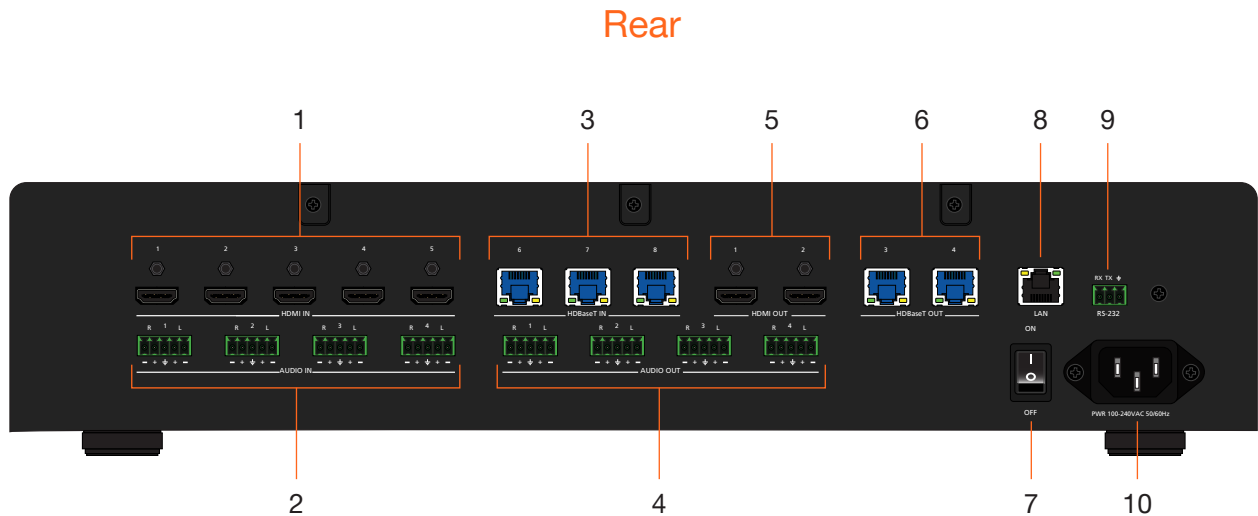 Rear
1 3 5 6 8 9
1 2 3 4 5 6 7 8 1 2 3 4
RX TX
HDMI IN HDBaseT IN HDMI OUT HDBaseT OUT LAN RS-232
R 1 L R 2 L R 3 L R 4 L R 1 L R 2 L R 3 L R 4 L ON
- + + - - + + - - + + - - + + - - + + - - + + - - + + - - + + -
AUDIO IN AUDIO OUT
I
O
OFF PWR 100-240VAC 50/60Hz
2 4 7 10